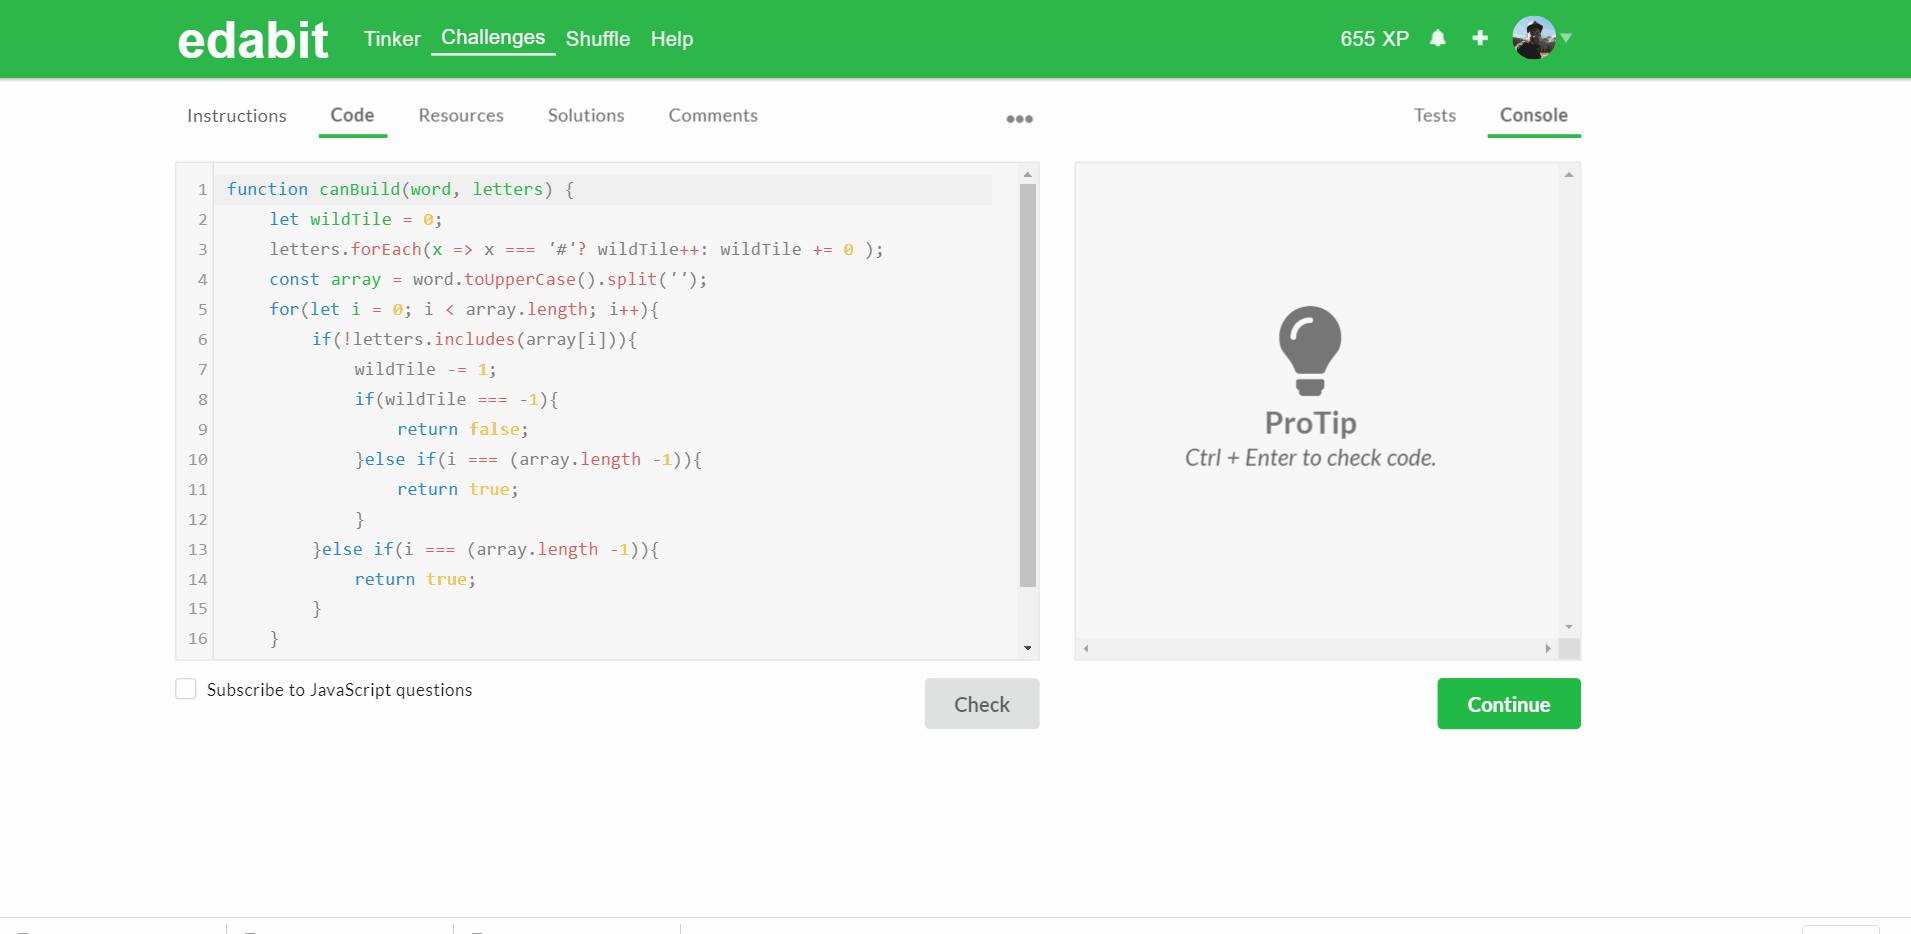 edabit Tinker Challenges Shuffle Help 655 XP
Instructions Code Resources Solutions Comments ••• Tests Console
1 function canBuild(word, letters) {
2 let wildTile = 0;
3 letters.forEach(x => x === '#'? wildTile++: wildTile += 0 );
4 const array = word.toUpperCase().split('');
5 for(let i = 0; i < array.length; i++){
6 if(!letters.includes(array[i])){
7 wildTile -= 1;
8 if(wildTile === -1){
9 return false;
10 }else if(i === (array.length -1)){
11 return true;
12 }
13 }else if(i === (array.length -1)){
14 return true;
15 }
16 }
ProTip
Ctrl + Enter to check code.
Subscribe to JavaScript questions
Check
Continue